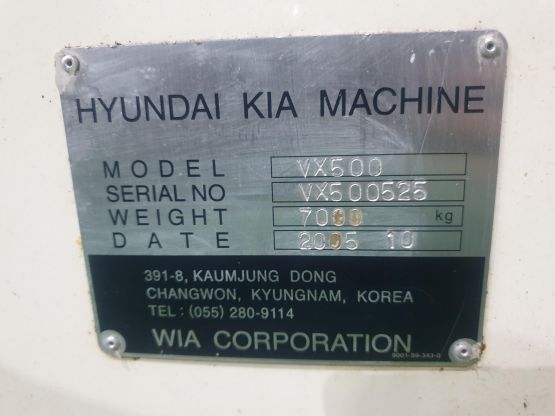 HYUNDAI KIA MACHINE
MODEL VX500
SERIAL NO VX500525
WEIGHT 7000 kg
DATE 2005 10
391-8, KAUMJUNG DONG
CHANGWON, KYUNGNAM, KOREA
TEL : (055) 280-9114
WIA CORPORATION